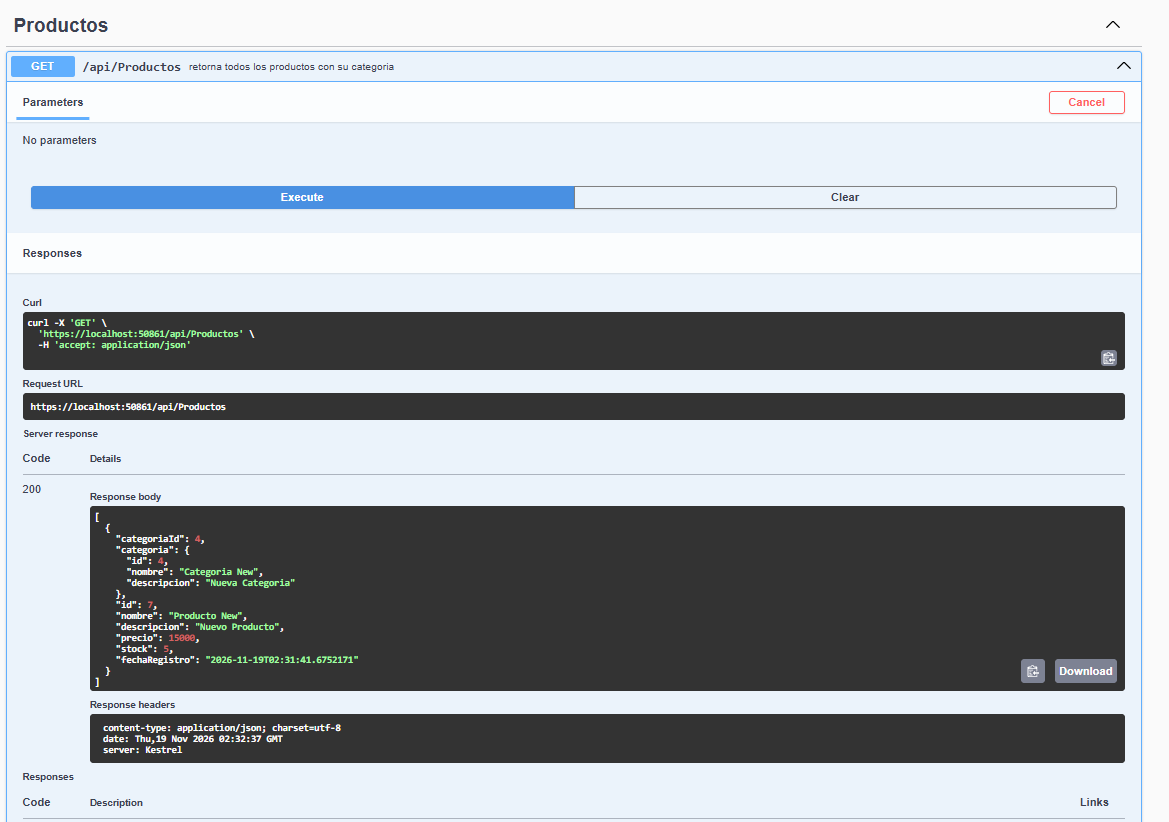 Productos
GET /api/Productos retorna todos los productos con su categoria
Parameters
Cancel
No parameters
Execute
Clear
Responses
Curl
curl -X 'GET' \
  'https://localhost:50861/api/Productos' \
  -H 'accept: application/json'
Request URL
https://localhost:50861/api/Productos
Server response
Code Details
200
Response body
[
  {
    "categoriaId": 4,
    "categoria": {
      "id": 4,
      "nombre": "Categoria New",
      "descripcion": "Nueva Categoria"
    },
    "id": 7,
    "nombre": "Producto New",
    "descripcion": "Nuevo Producto",
    "precio": 15000,
    "stock": 5,
    "fechaRegistro": "2026-11-19T02:31:41.6752171"
  }
]
Download
Response headers
content-type: application/json; charset=utf-8
date: Thu,19 Nov 2026 02:32:37 GMT
server: Kestrel
Responses
Code Description Links